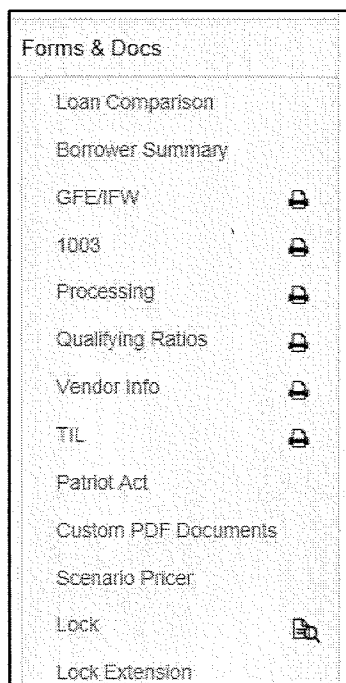 Forms & Docs
Loan Comparison
Borrower Summary
GFE/IFW
1003
Processing
Qualifying Ratios
Vendor Info
TIL
Patriot Act
Custom PDF Documents
Scenario Pricer
Lock
Lock Extension